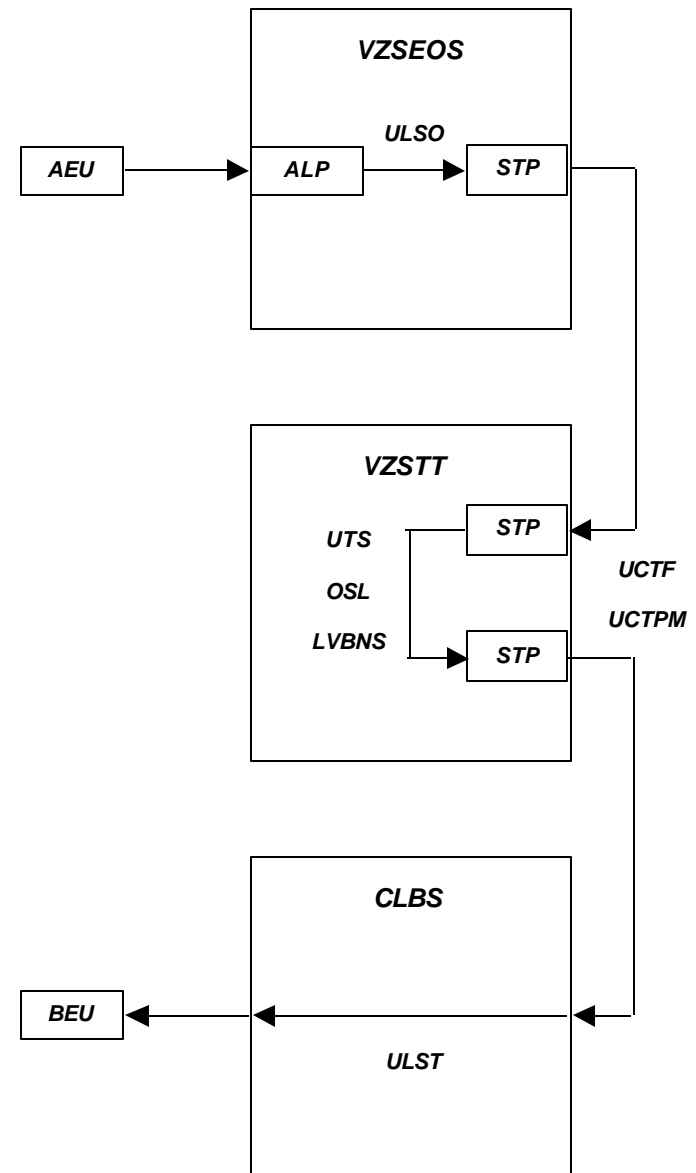 VZSEOS
ULSO
AEU
ALP
STP
VZSTT
STP
UTS
OSL
LVBNS
UCTF
UCTPM
STP
CLBS
BEU
ULST